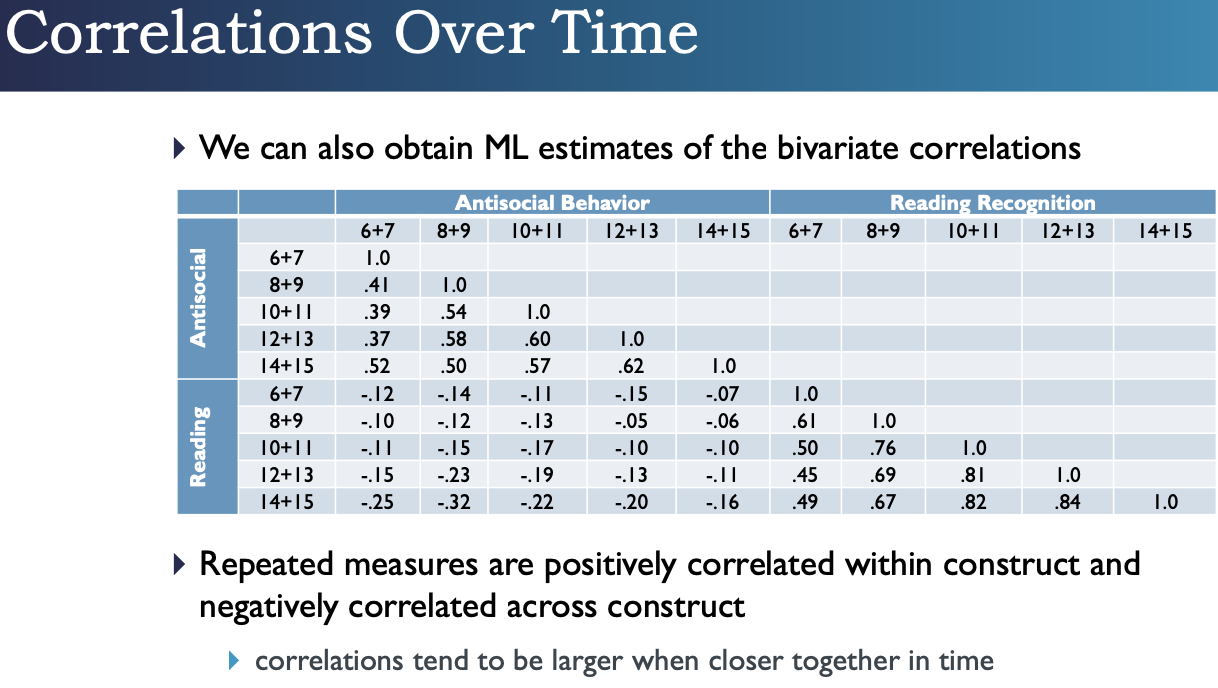 Correlations Over Time
We can also obtain ML estimates of the bivariate correlations
Antisocial Behavior Reading Recognition
6+7 8+9 10+11 12+13 14+15 6+7 8+9 10+11 12+13 14+15
Antisocial
6+7 1.0
8+9 .41 1.0
10+11 .39 .54 1.0
12+13 .37 .58 .60 1.0
14+15 .52 .50 .57 .62 1.0
Reading
6+7 -.12 -.14 -.11 -.15 -.07 1.0
8+9 -.10 -.12 -.13 -.05 -.06 .61 1.0
10+11 -.11 -.15 -.17 -.10 -.10 .50 .76 1.0
12+13 -.15 -.23 -.19 -.13 -.11 .45 .69 .81 1.0
14+15 -.25 -.32 -.22 -.20 -.16 .49 .67 .82 .84 1.0
Repeated measures are positively correlated within construct and
negatively correlated across construct
correlations tend to be larger when closer together in time